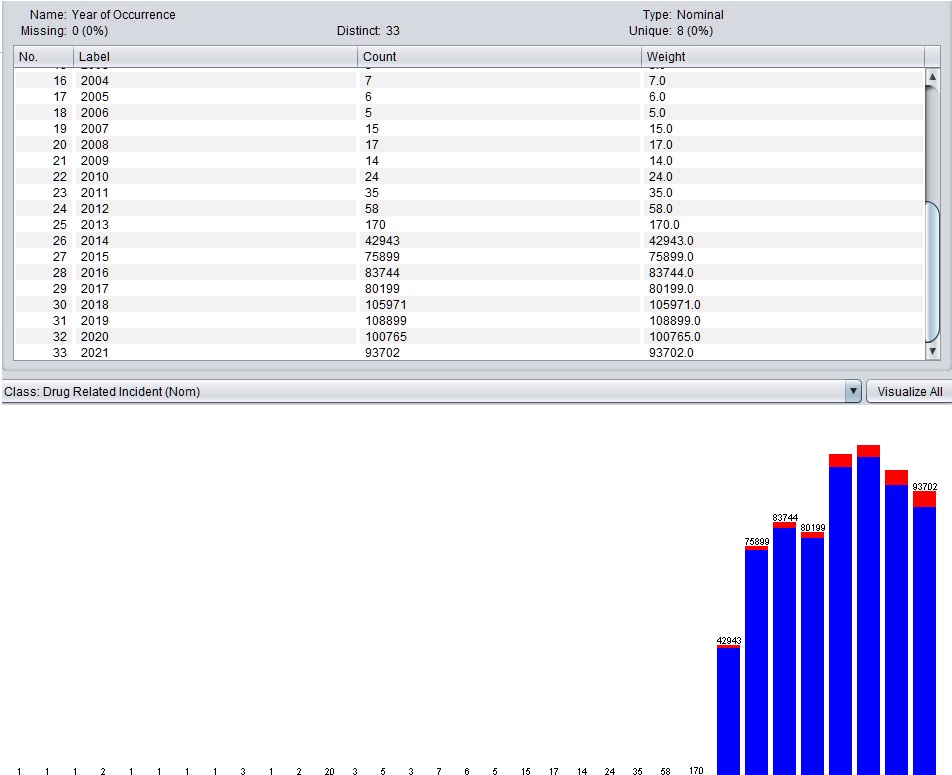 Name: Year of Occurrence Type: Nominal
Missing: 0 (0%) Distinct: 33 Unique: 8 (0%)
No. Label Count Weight
16 2004 7 7.0
17 2005 6 6.0
18 2006 5 5.0
19 2007 15 15.0
20 2008 17 17.0
21 2009 14 14.0
22 2010 24 24.0
23 2011 35 35.0
24 2012 58 58.0
25 2013 170 170.0
26 2014 42943 42943.0
27 2015 75899 75899.0
28 2016 83744 83744.0
29 2017 80199 80199.0
30 2018 105971 105971.0
31 2019 108899 108899.0
32 2020 100765 100765.0
33 2021 93702 93702.0
Class: Drug Related Incident (Nom) Visualize All
93702
83744
80199
75899
42943
1 1 1 2 1 1 1 1 3 1 2 20 3 5 3 7 6 5 15 17 14 24 35 58 170